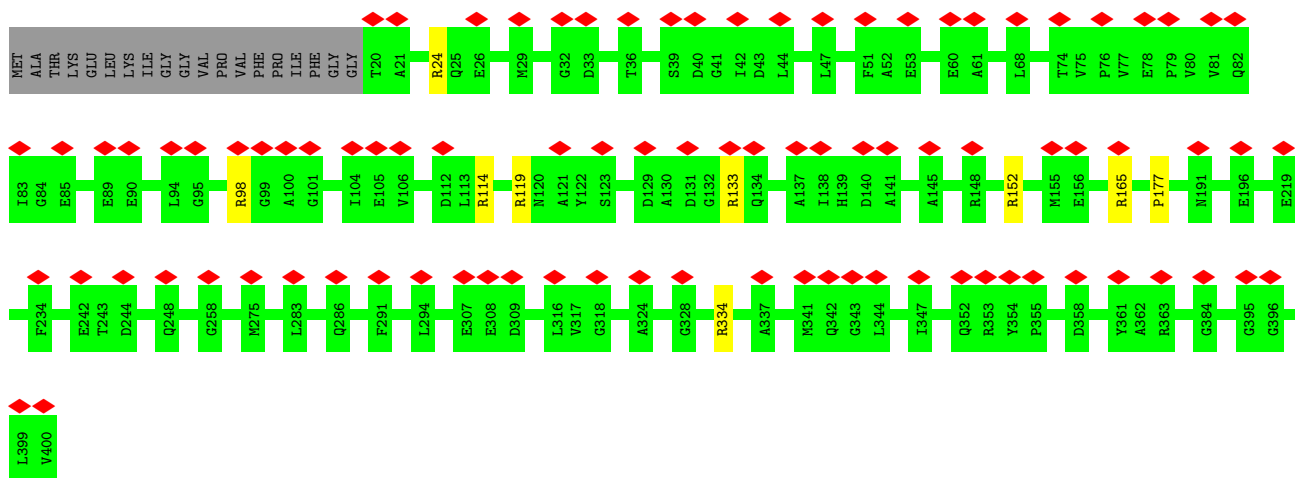 MET ALA THR LYS GLU LEU LYS ILE GLY GLY VAL PRO VAL PHE PRO ILE PHE GLY GLY T20 A21 R24 Q25 E26 M29 G32 D33 T36 S39 D40 G41 I42 D43 L44 L47 F51 A52 E53 E60 A61 L68 T74 V75 P76 V77 E78 P79 V80 V81 Q82
I83 G84 E85 E89 E90 L94 G95 R98 G99 A100 G101 I104 E105 V106 D112 L113 R114 R119 N120 A121 Y122 S123 D129 A130 D131 G132 R133 Q134 A137 I138 H139 D140 A141 A145 R148 R152 M155 E156 R165 P177 N191 E196 E219
F234 E242 T243 D244 Q248 G258 M275 L283 Q286 F291 L294 E307 E308 D309 L316 V317 G318 A324 G328 R334 A337 M341 Q342 G343 L344 I347 Q352 R353 Y354 P355 D358 Y361 A362 R363 G384 G395 G396
L399 V400